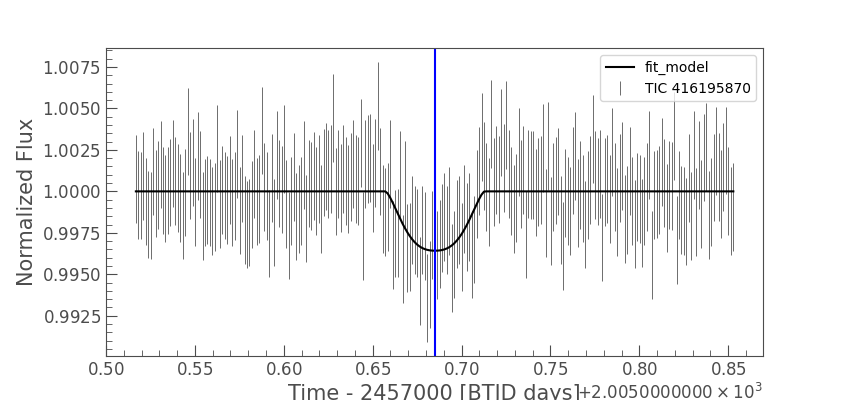 fit_model
TIC 416195870
Normalized Flux
1.0075
1.0050
1.0025
1.0000
0.9975
0.9950
0.9925
0.50 0.55 0.60 0.65 0.70 0.75 0.80 0.85
Time - 2457000 [BTJD days]
+2.0050000000 × 10³